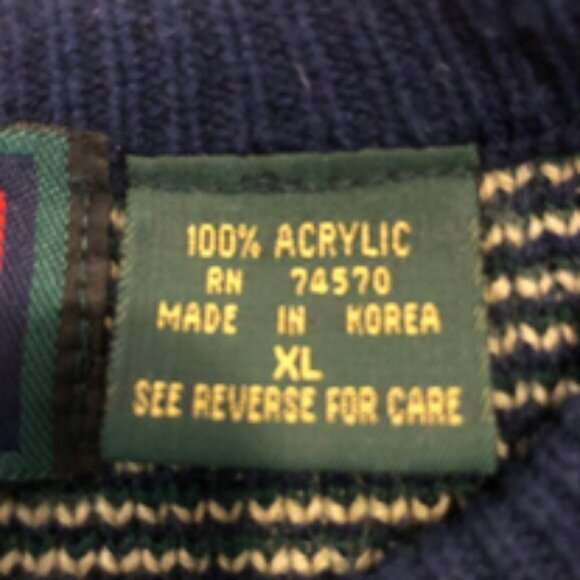 100% ACRYLIC
RN 74570
MADE IN KOREA
XL
SEE REVERSE FOR CARE